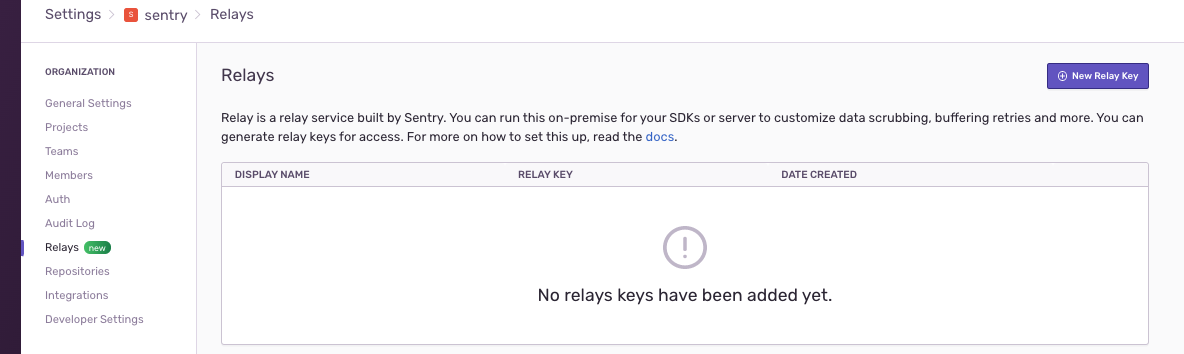 Settings > S sentry > Relays
ORGANIZATION
General Settings
Projects
Teams
Members
Auth
Audit Log
Relays new
Repositories
Integrations
Developer Settings
Relays
New Relay Key
Relay is a relay service built by Sentry. You can run this on-premise for your SDKs or server to customize data scrubbing, buffering retries and more. You can
generate relay keys for access. For more on how to set this up, read the docs.
DISPLAY NAME RELAY KEY DATE CREATED
No relays keys have been added yet.